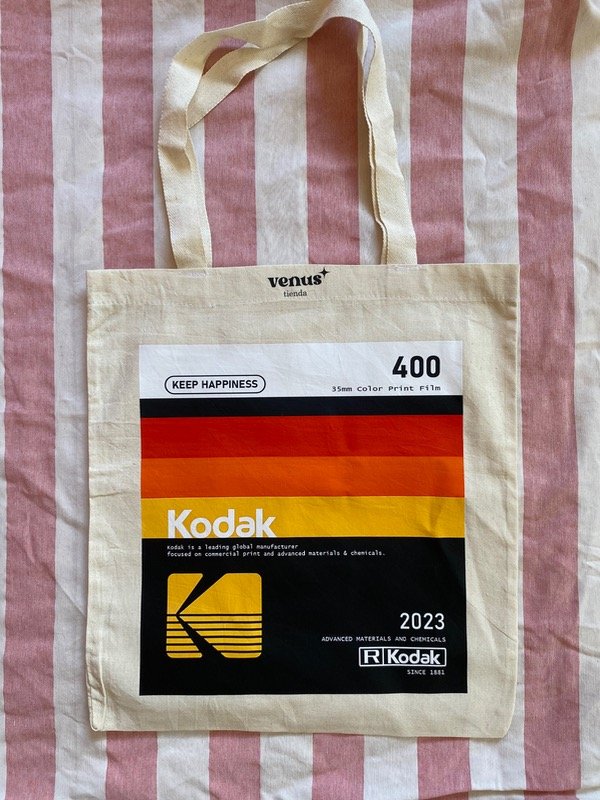 venus
tienda
400
KEEP HAPPINESS
35mm Color Print Film
Kodak
Kodak is a leading global manufacturer
focused on commercial print and advanced materials & chemicals.
2023
ADVANCED MATERIALS AND CHEMICALS
R Kodak
SINCE 1881